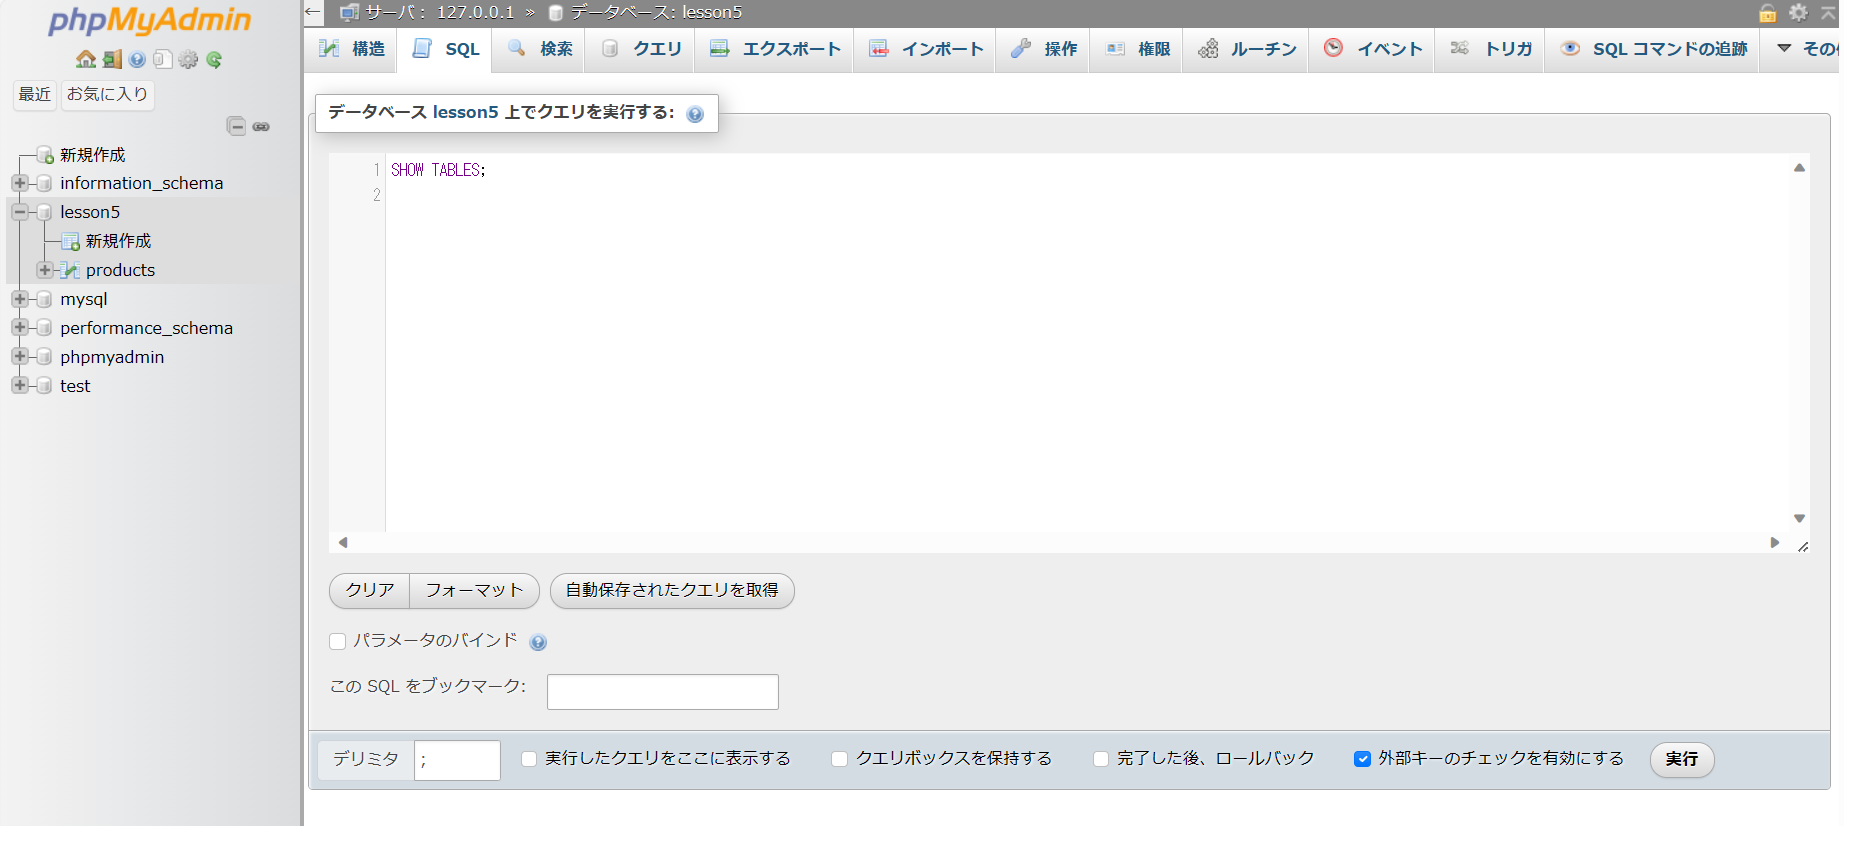 phpMyAdmin
最近 お気に入り
新規作成
information_schema
lesson5
新規作成
products
mysql
performance_schema
phpmyadmin
test
← サーバ： 127.0.0.1 » データベース: lesson5
構造 SQL 検索 クエリ エクスポート インポート 操作 権限 ルーチン イベント トリガ SQL コマンドの追跡 その
データベース lesson5 上でクエリを実行する:
1 SHOW TABLES;
2
クリア フォーマット 自動保存されたクエリを取得
パラメータのバインド
この SQL をブックマーク:
デリミタ ; 実行したクエリをここに表示する クエリボックスを保持する 完了した後、ロールバック 外部キーのチェックを有効にする 実行